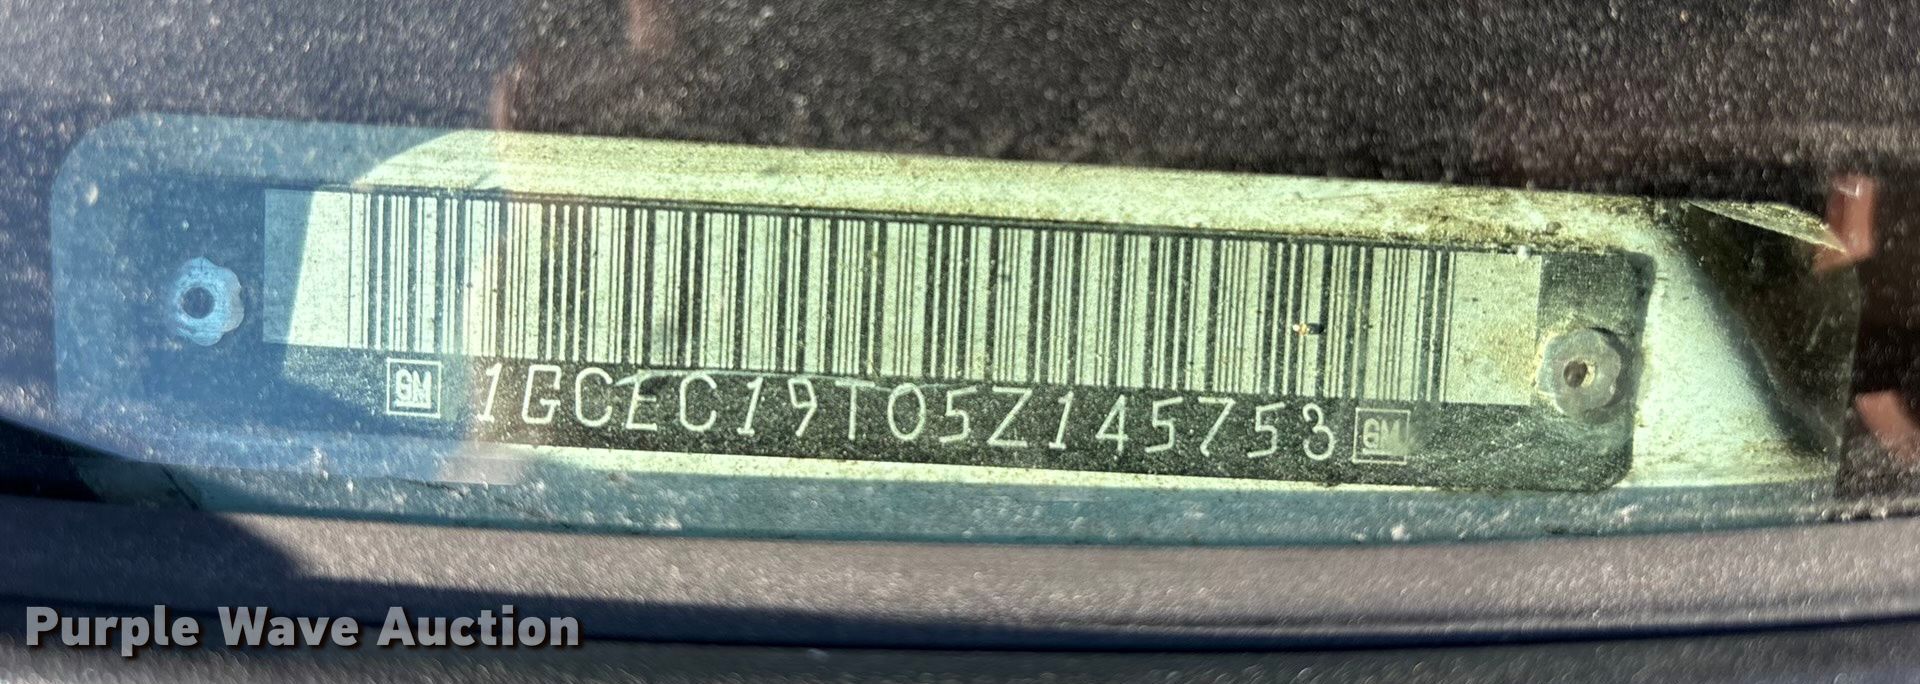 GM 1GCEC19T05Z145753 GM
Purple Wave Auction